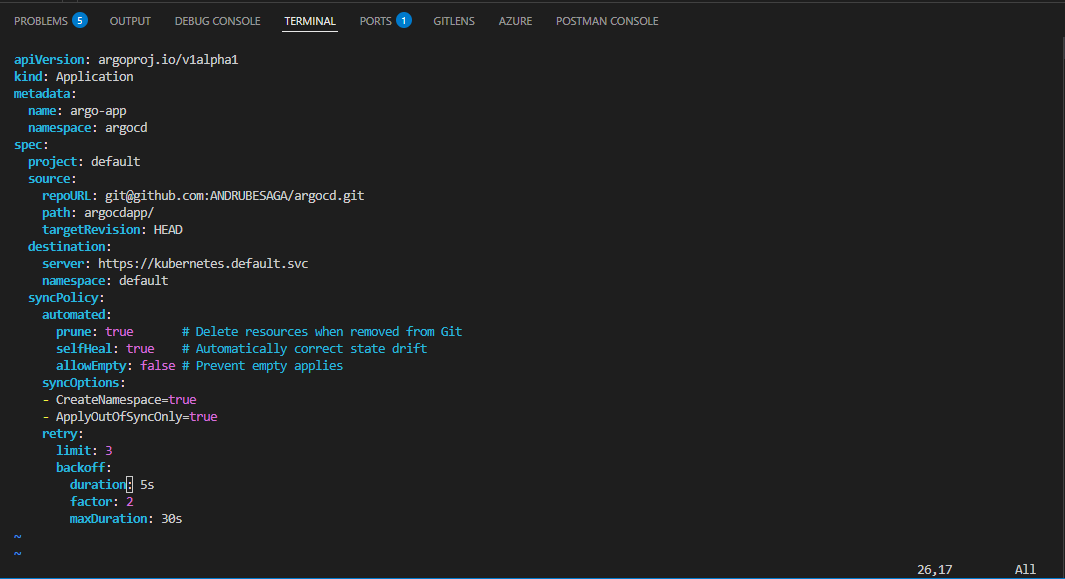 PROBLEMS 5 OUTPUT DEBUG CONSOLE TERMINAL PORTS 1 GITLENS AZURE POSTMAN CONSOLE
apiVersion: argoproj.io/v1alpha1
kind: Application
metadata:
  name: argo-app
  namespace: argocd
spec:
  project: default
  source:
    repoURL: git@github.com:ANDRUBESAGA/argocd.git
    path: argocdapp/
    targetRevision: HEAD
  destination:
    server: https://kubernetes.default.svc
    namespace: default
  syncPolicy:
    automated:
      prune: true       # Delete resources when removed from Git
      selfHeal: true    # Automatically correct state drift
      allowEmpty: false # Prevent empty applies
    syncOptions:
    - CreateNamespace=true
    - ApplyOutOfSyncOnly=true
    retry:
      limit: 3
      backoff:
        duration: 5s
        factor: 2
        maxDuration: 30s
~
~
26,17 All